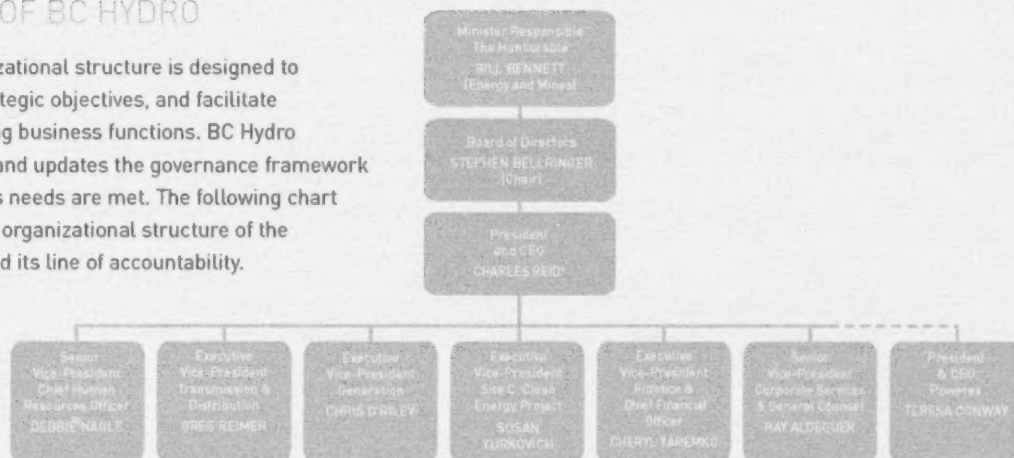 OF BC HYDRO
zational structure is designed to
tegic objectives, and facilitate
ng business functions. BC Hydro
and updates the governance framework
s needs are met. The following chart
organizational structure of the
d its line of accountability.
Minister Responsible
The Honourable
BILL BENNETT
(Energy and Mines)
Board of Directors
STEPHEN BELLRINGER
(Chair)
President
and CEO
CHARLES REID*
Senior
Vice-President
Chief Human
Resources Officer
DEBBIE NAGLE
Executive
Vice-President
Transmission &
Distribution
GREG REIMER
Executive
Vice-President
Generation
CHRIS O'RILEY
Executive
Vice-President
Site C Clean
Energy Project
SUSAN
YURKOVICH
Executive
Vice-President
Finance &
Chief Financial
Officer
CHERYL YAREMKO
Senior
Vice-President
Corporate Services
& General Counsel
RAY ALDEGUER
President
& CEO
Powerex
TERESA CONWAY